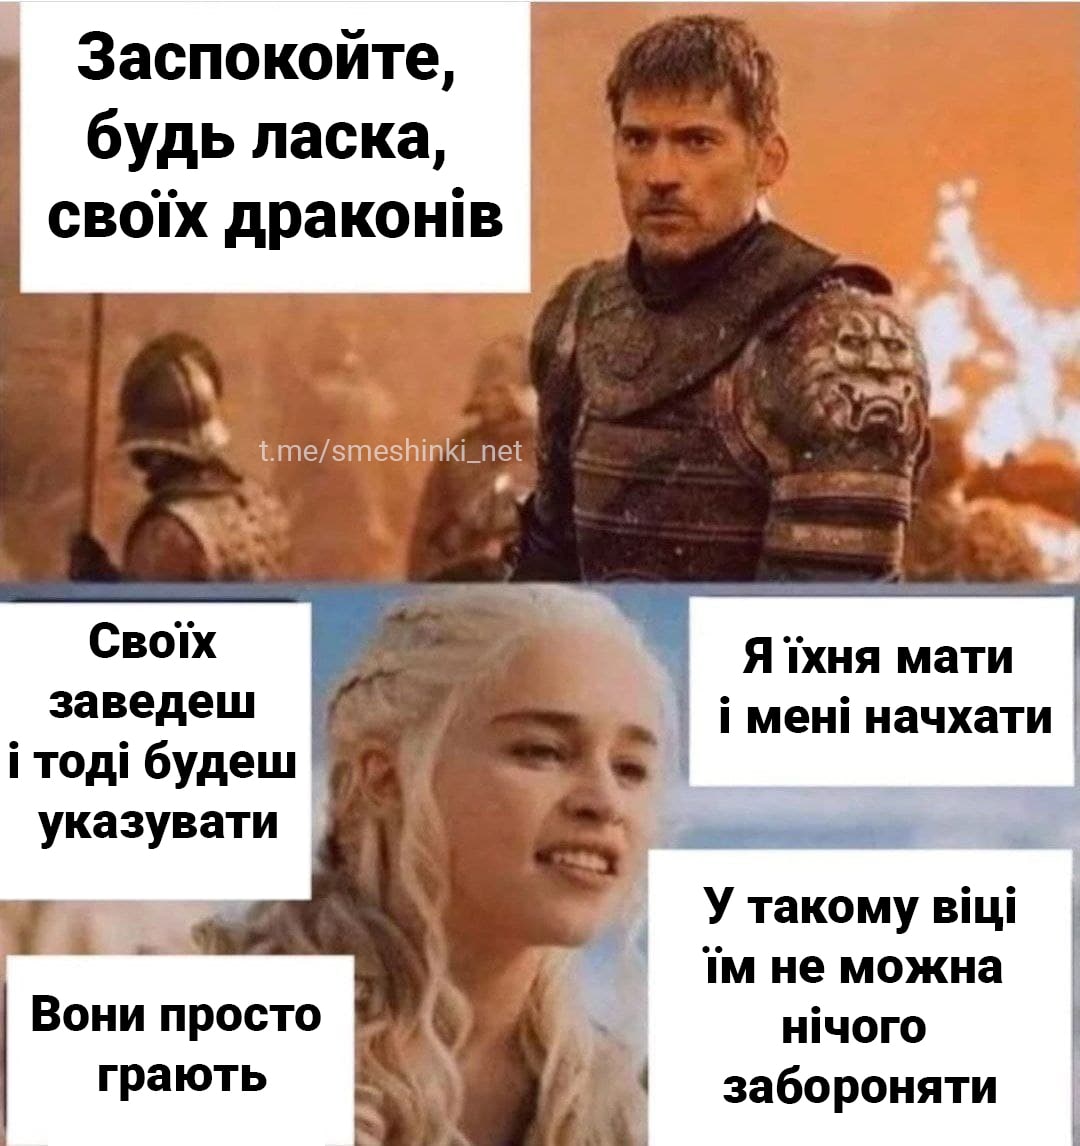 Заспокойте,
будь ласка,
своїх драконів
t.me/smeshinki_net
Своїх
заведеш
і тоді будеш
указувати
Я їхня мати
і мені начхати
Вони просто
грають
У такому віці
їм не можна
нічого
забороняти